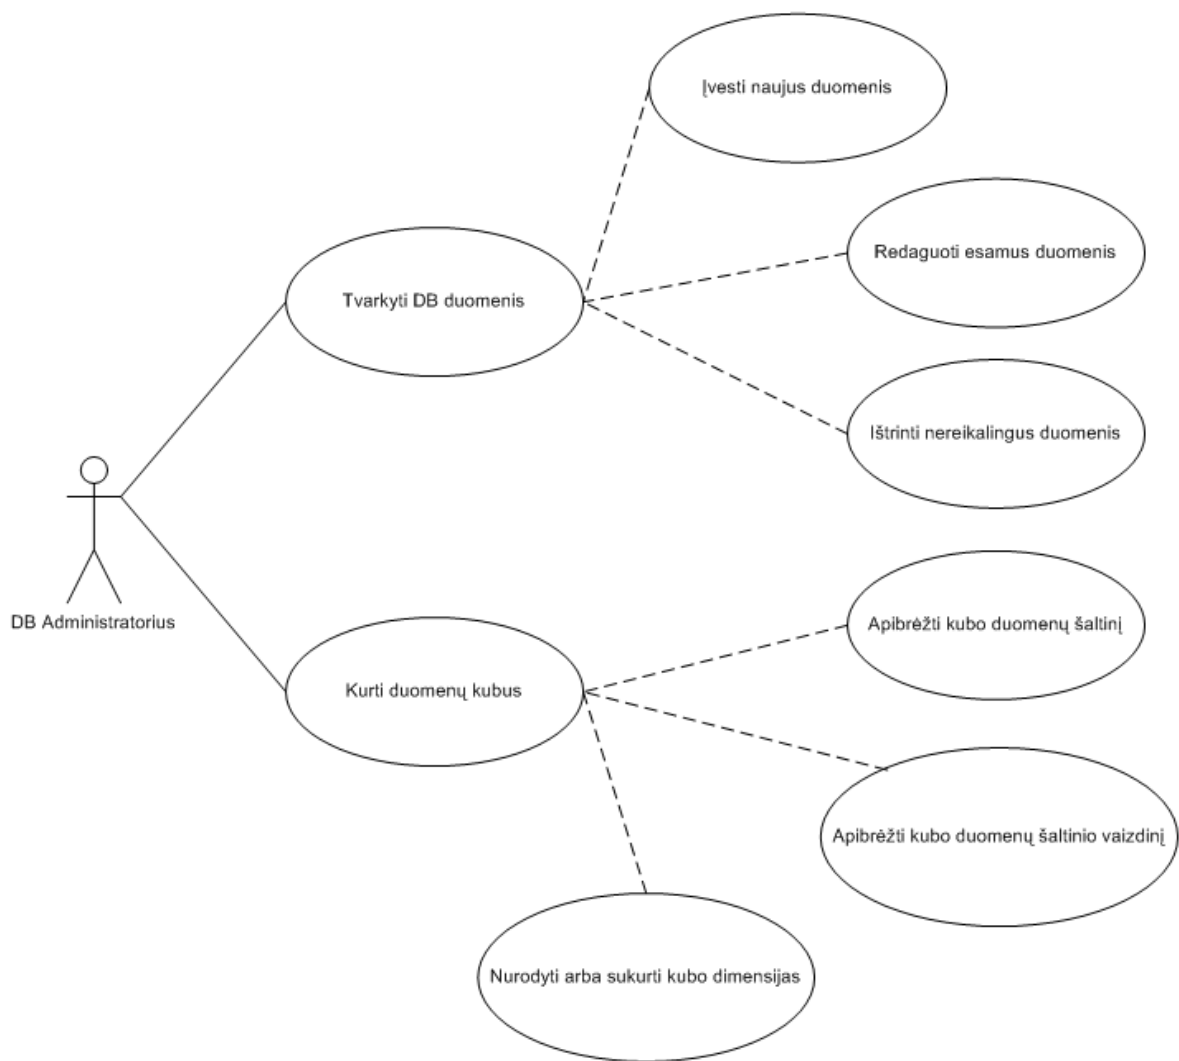 Įvesti naujus duomenis
Redaguoti esamus duomenis
Tvarkyti DB duomenis
Ištrinti nereikalingus duomenis
DB Administratorius
Apibrėžti kubo duomenų šaltinį
Kurti duomenų kubus
Apibrėžti kubo duomenų šaltinio vaizdinį
Nurodyti arba sukurti kubo dimensijas